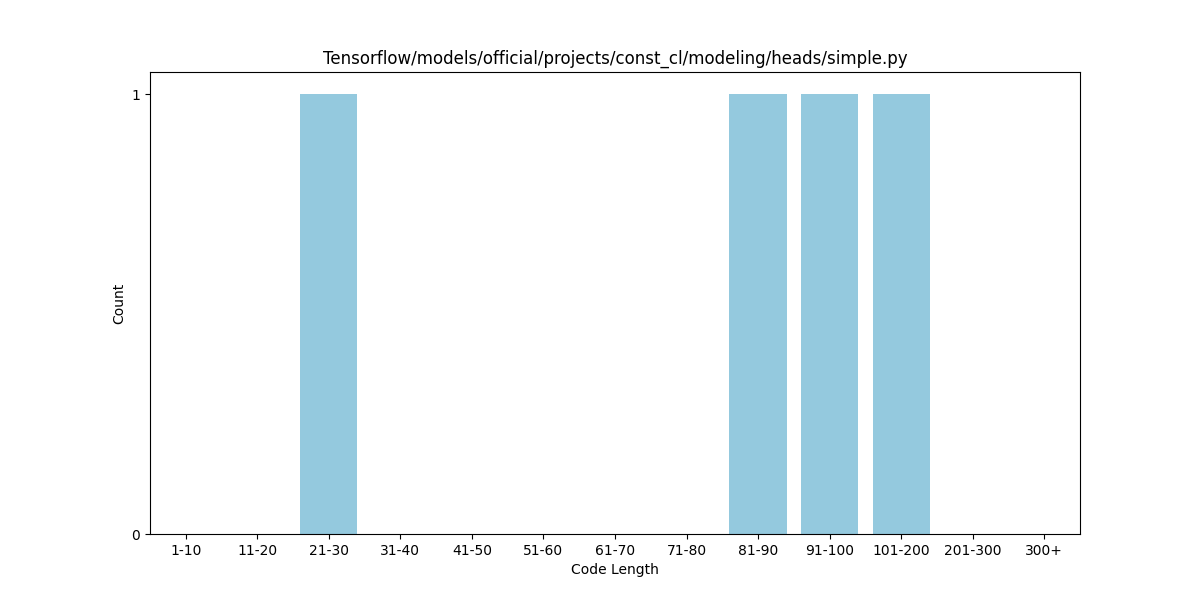 Tensorflow/models/official/projects/const_cl/modeling/heads/simple.py
1
Count
0
1-10 11-20 21-30 31-40 41-50 51-60 61-70 71-80 81-90 91-100 101-200 201-300 300+
Code Length